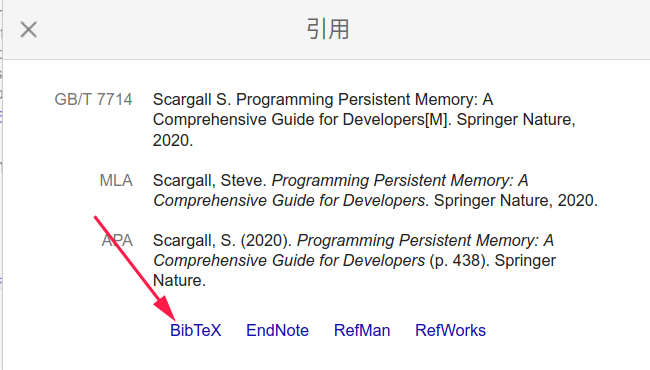 引用
GB/T 7714 Scargall S. Programming Persistent Memory: A
Comprehensive Guide for Developers[M]. Springer Nature,
2020.
MLA Scargall, Steve. Programming Persistent Memory: A
Comprehensive Guide for Developers. Springer Nature, 2020.
APA Scargall, S. (2020). Programming Persistent Memory: A
Comprehensive Guide for Developers (p. 438). Springer
Nature.
BibTeX EndNote RefMan RefWorks